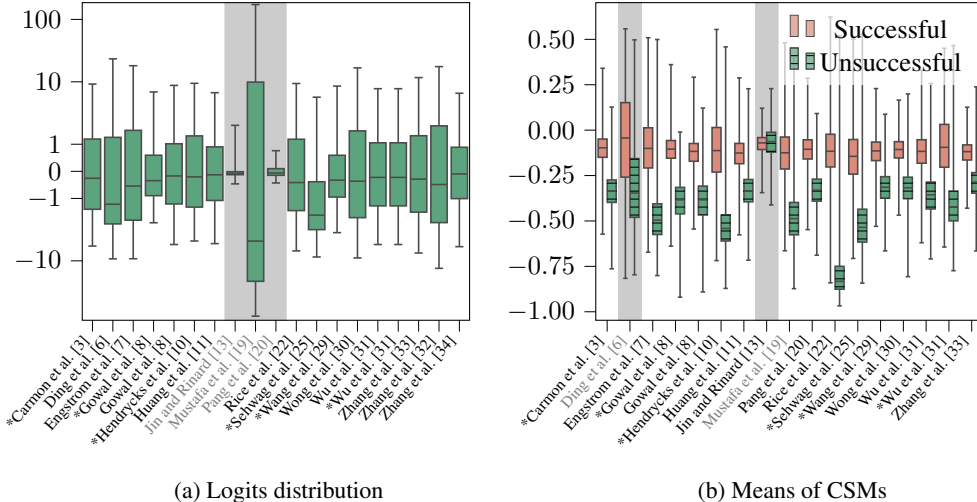 100
10
1
0
−1
−10
*Carmon et al. [3]
Ding et al. [6]
Engstrom et al. [7]
*Gowal et al. [8]
Gowal et al. [8]
*Hendrycks et al. [10]
Huang et al. [11]
Jin and Rinard [13]
Mustafa et al. [19]
Pang et al. [20]
Rice et al. [22]
*Sehwag et al. [25]
*Wang et al. [29]
Wong et al. [30]
Wu et al. [31]
*Wu et al. [31]
Zhang et al. [33]
Zhang et al. [32]
Zhang et al. [34]
(a) Logits distribution
Successful
Unsuccessful
0.50
0.25
0.00
−0.25
−0.50
−0.75
−1.00
*Carmon et al. [3]
Ding et al. [6]
Engstrom et al. [7]
*Gowal et al. [8]
Gowal et al. [8]
*Hendrycks et al. [10]
Huang et al. [11]
Jin and Rinard [13]
Mustafa et al. [19]
Pang et al. [20]
Rice et al. [22]
*Sehwag et al. [25]
*Wang et al. [29]
Wong et al. [30]
Wu et al. [31]
*Wu et al. [31]
Zhang et al. [33]
(b) Means of CSMs